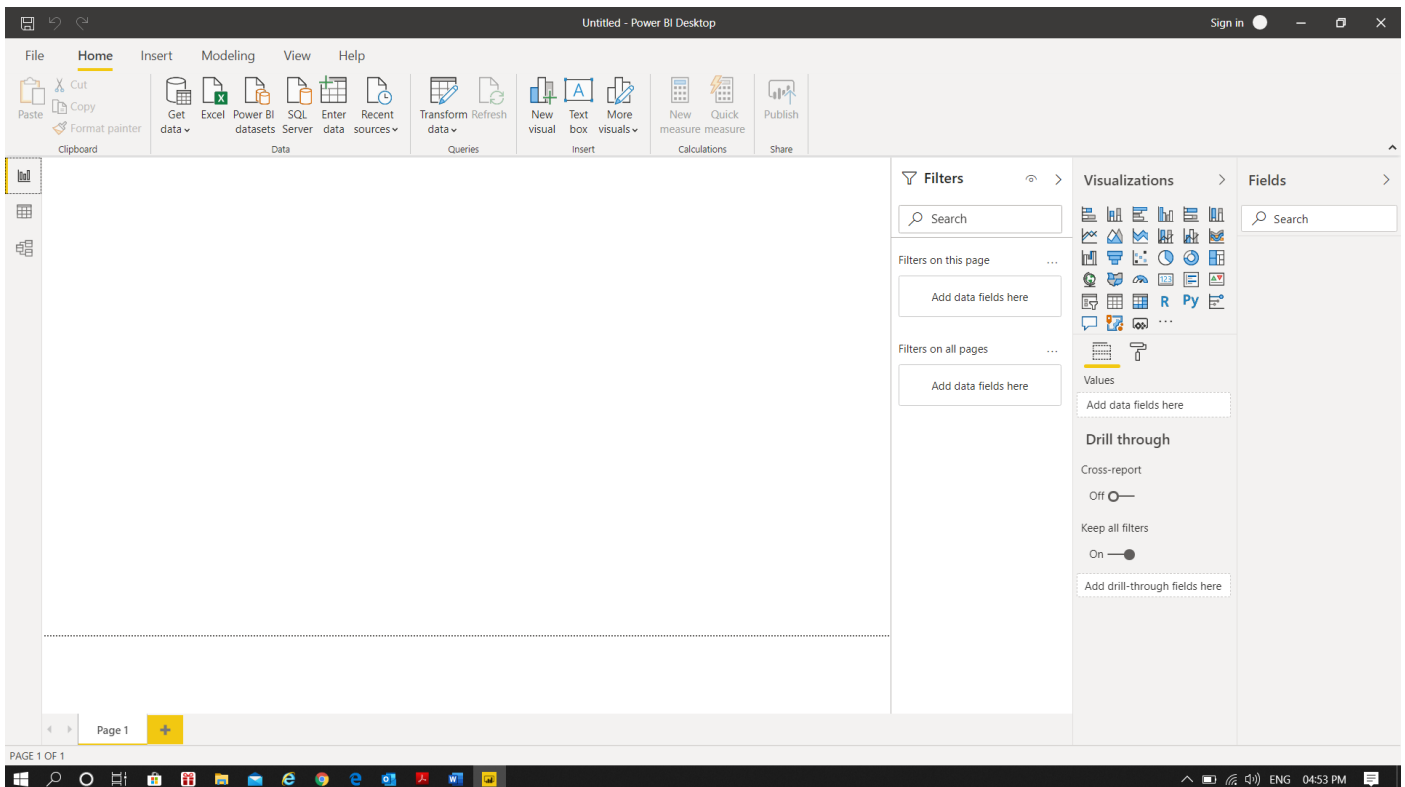 Untitled - Power BI Desktop
Sign in
File Home Insert Modeling View Help
Paste
Cut
Copy
Format painter
Clipboard
Get data
Excel
Power BI datasets
SQL Server
Enter data
Recent sources
Data
Transform data
Refresh
Queries
New visual
Text box
More visuals
Insert
New measure
Quick measure
Calculations
Publish
Share
Filters
Search
Filters on this page
...
Add data fields here
Filters on all pages
...
Add data fields here
Visualizations
123
R
Py
...
Values
Add data fields here
Drill through
Cross-report
Off
Keep all filters
On
Add drill-through fields here
Fields
Search
Page 1
PAGE 1 OF 1
ENG 04:53 PM